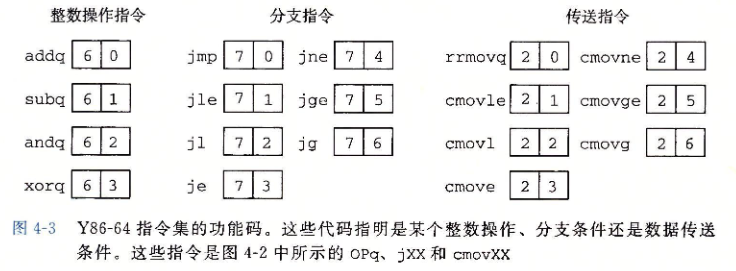 整数操作指令 分支指令 传送指令
addq 6 0 jmp 7 0 jne 7 4 rrmovq 2 0 cmovne 2 4
subq 6 1 jle 7 1 jge 7 5 cmovle 2 1 cmovge 2 5
andq 6 2 jl 7 2 jg 7 6 cmovl 2 2 cmovg 2 6
xorq 6 3 je 7 3 cmove 2 3
图 4-3 Y86-64 指令集的功能码。这些代码指明是某个整数操作、分支条件还是数据传送
条件。这些指令是图 4-2 中所示的 OPq、jXX 和 cmovXX